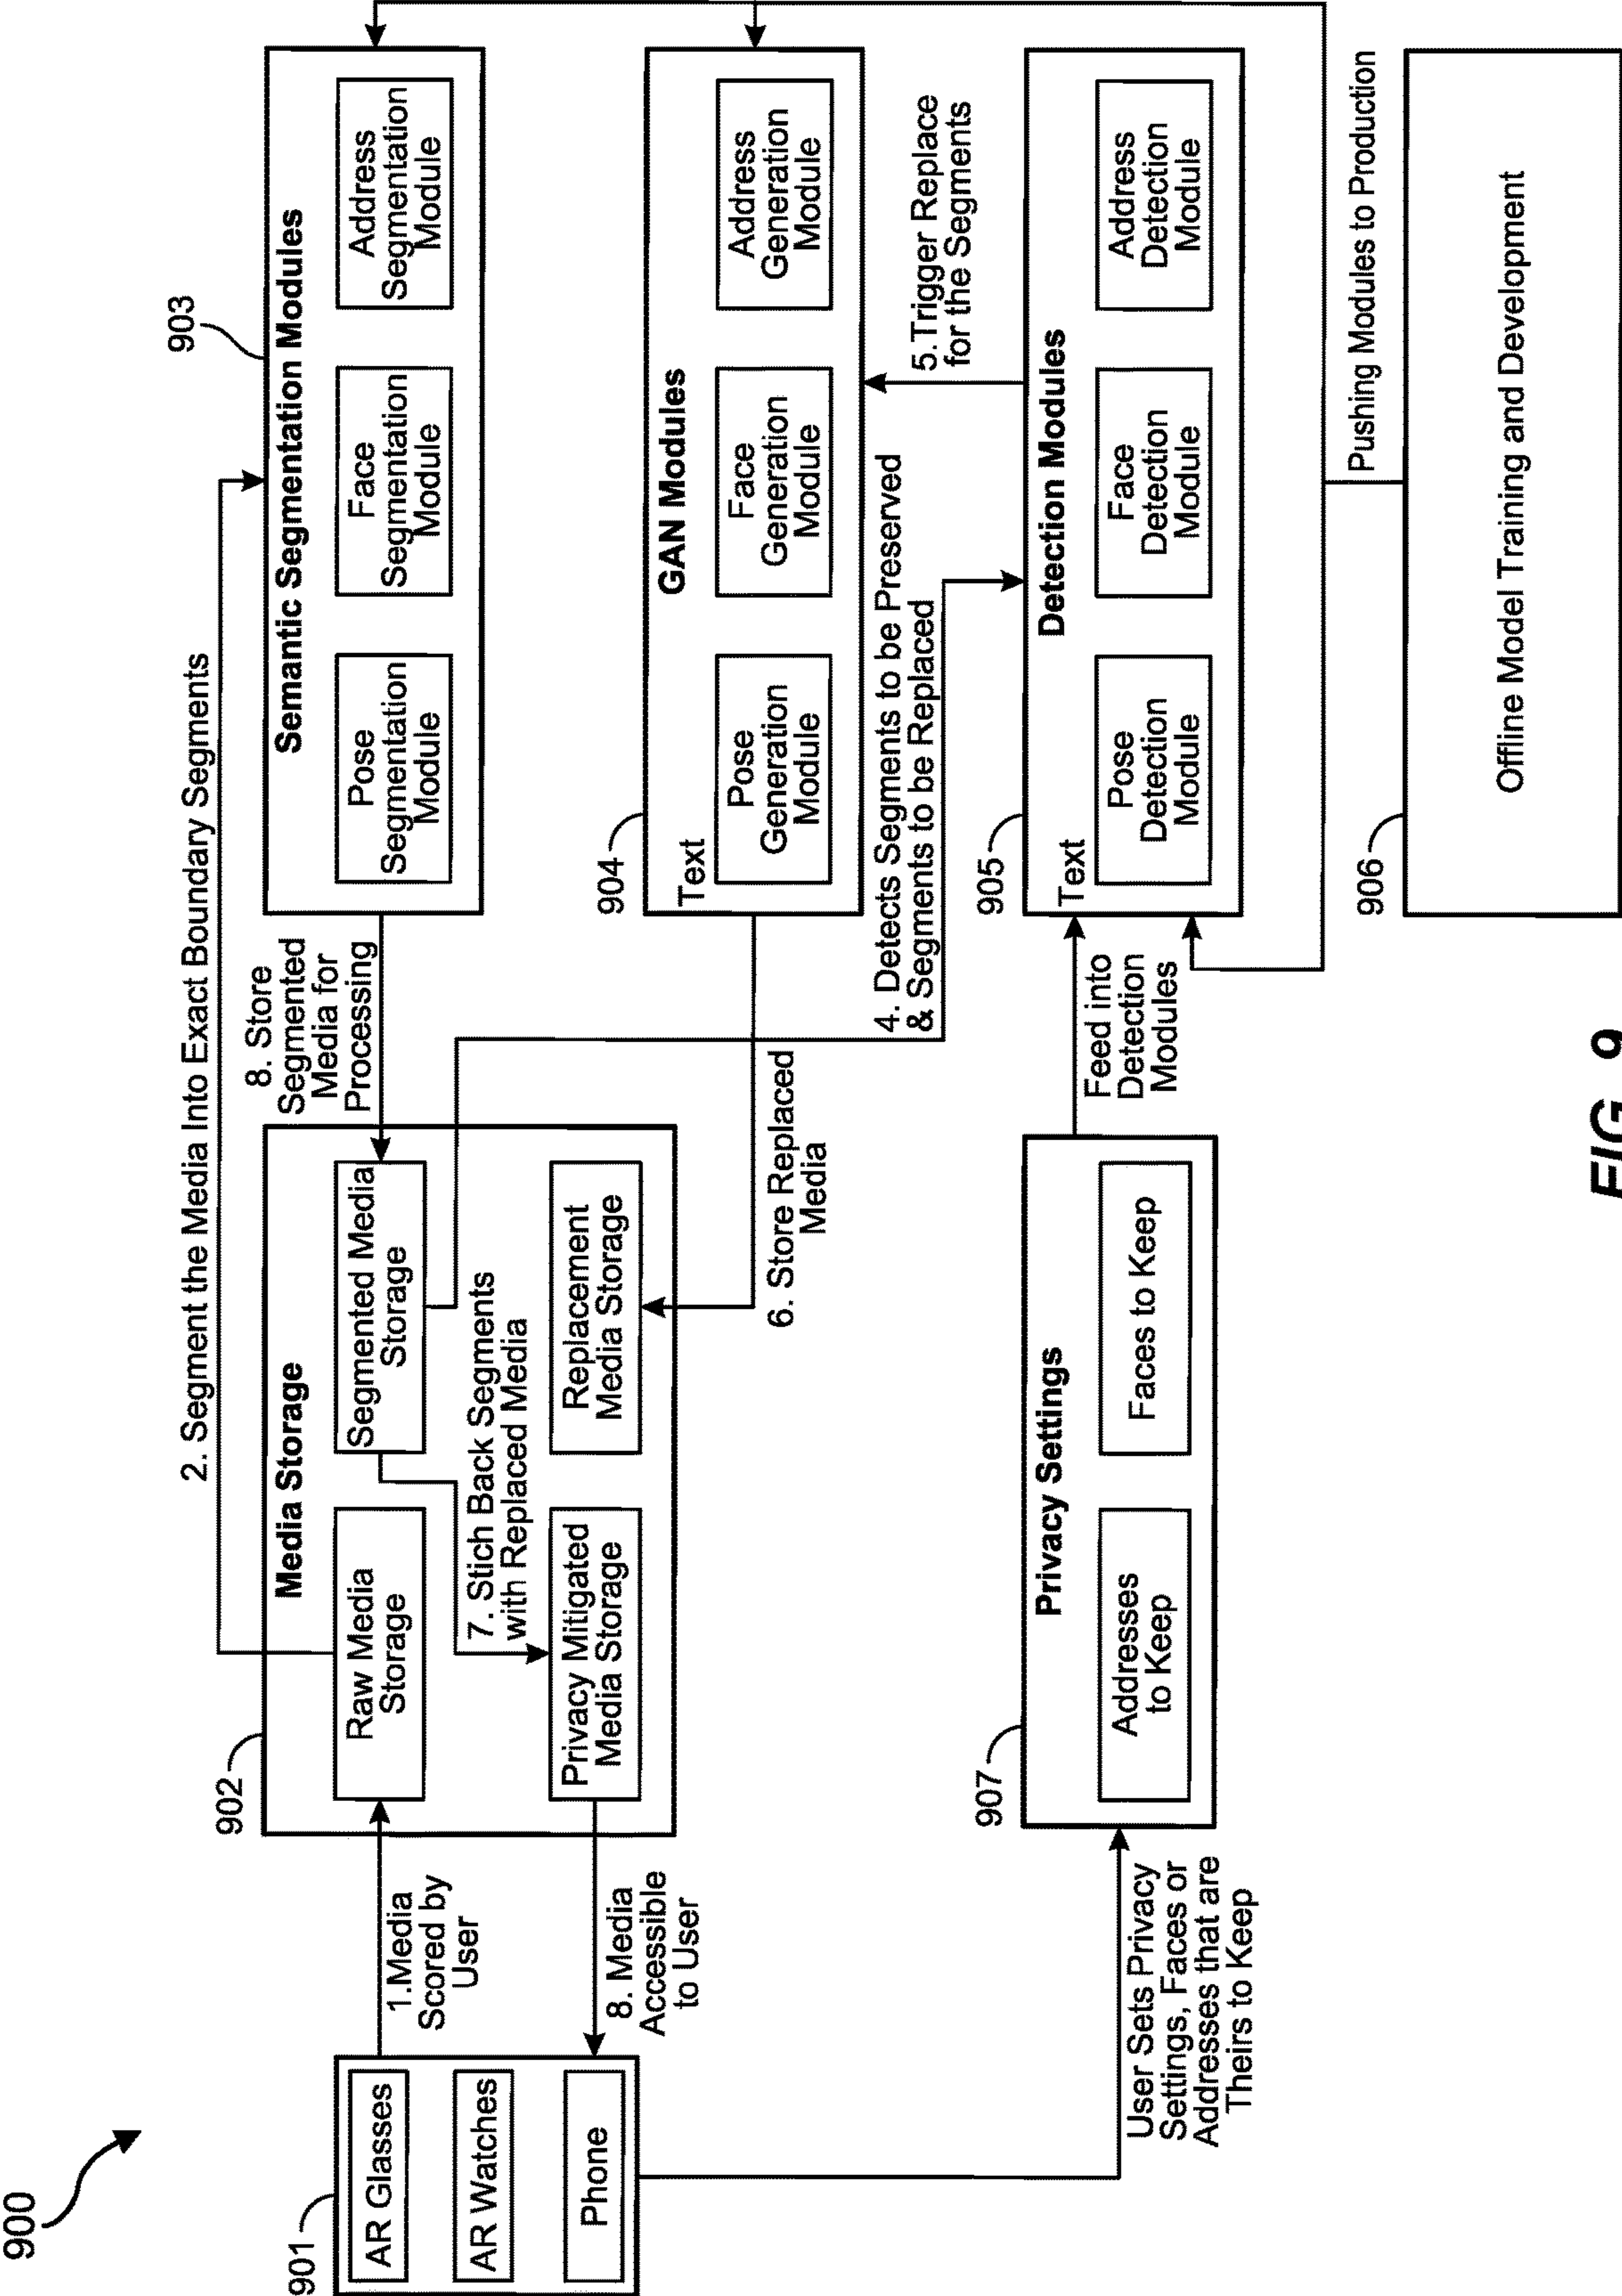 900
901
AR Glasses
AR Watches
Phone
1.Media
Scored by
User
8. Media
Accessible
to User
User Sets Privacy
Settings, Faces or
Addresses that are
Theirs to Keep
902
Media Storage
Raw Media
Storage
Segmented Media
Storage
7. Stich Back Segments
with Replaced Media
Privacy Mitigated
Media Storage
Replacement
Media Storage
2. Segment the Media Into Exact Boundary Segments
8. Store
Segmented
Media for
Processing
6. Store Replaced
Media
907
Privacy Settings
Addresses
to Keep
Faces to Keep
Feed into
Detection
Modules
4. Detects Segments to be Preserved
& Segments to be Replaced
903
Semantic Segmentation Modules
Pose
Segmentation
Module
Face
Segmentation
Module
Address
Segmentation
Module
904
GAN Modules
Text
Pose
Generation
Module
Face
Generation
Module
Address
Generation
Module
5.Trigger Replace
for the Segments
905
Detection Modules
Text
Pose
Detection
Module
Face
Detection
Module
Address
Detection
Module
Pushing Modules to Production
906
Offline Model Training and Development
FIG. 9